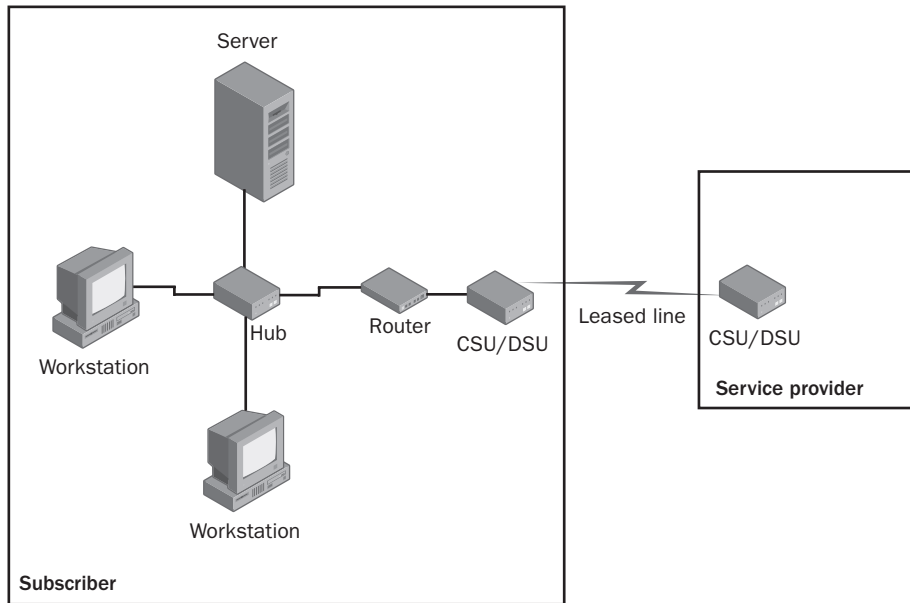 Server
Workstation
Hub
Router
CSU/DSU
Leased line
CSU/DSU
Service provider
Workstation
Subscriber